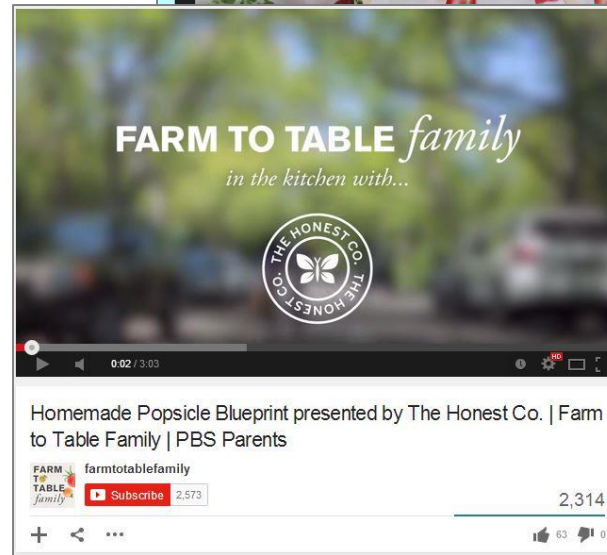 FARM TO TABLE family
in the kitchen with...
THE HONEST CO. THE HONEST CO.
0:02 / 3:03
HD
Homemade Popsicle Blueprint presented by The Honest Co. | Farm
to Table Family | PBS Parents
FARM
TO
TABLE
family
farmtotablefamily
Subscribe 2,573
2,314
63 0